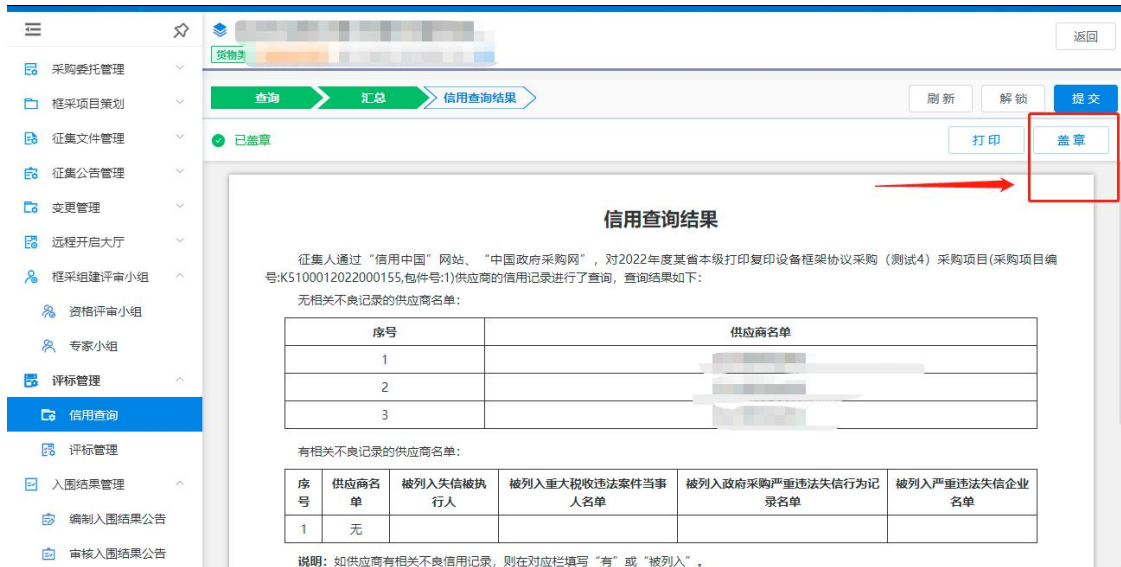 返回
货物类
采购委托管理
框采项目策划
征集文件管理
征集公告管理
变更管理
远程开启大厅
框采组建评审小组
资格评审小组
专家小组
评标管理
信用查询
评标管理
入围结果管理
编制入围结果公告
审核入围结果公告
查询 汇总 信用查询结果 刷新 解锁 提交
已盖章 打印 盖章
信用查询结果
征集人通过“信用中国”网站、“中国政府采购网”，对2022年度某省本级打印复印设备框架协议采购（测试4）采购项目(采购项目编
号:K5100012022000155,包件号:1)供应商的信用记录进行了查询，查询结果如下：
无相关不良记录的供应商名单：
序号 供应商名单
1
2
3
有相关不良记录的供应商名单：
序号 供应商名单 被列入失信被执行人 被列入重大税收违法案件当事人名单 被列入政府采购严重违法失信行为记录名单 被列入严重违法失信企业名单
1 无
说明：如供应商有相关不良信用记录，则在对应栏填写“有”或“被列入”。